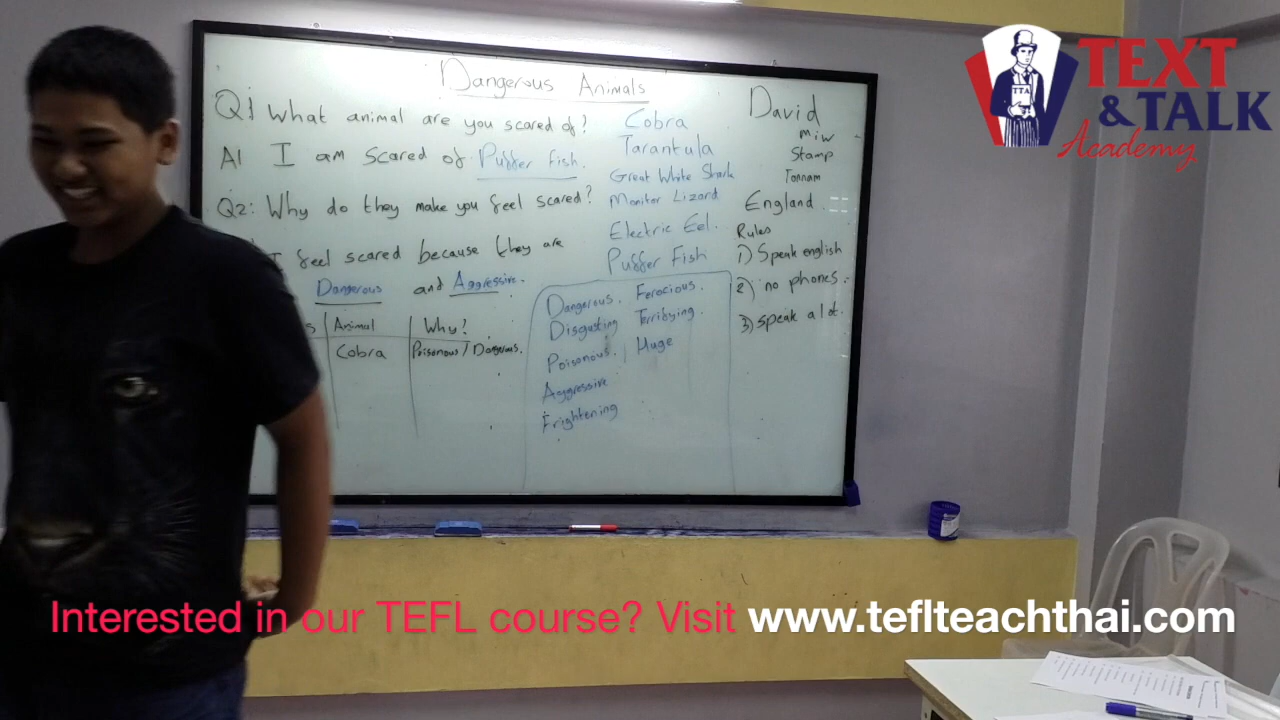 Dangerous Animals
Q1 What animal are you scared of?
A1 I am scared of Puffer fish.
Q2: Why do they make you feel scared?
I feel scared because they are
Dangerous and Aggressive.
Animal Why?
Cobra Poisonous / Dangerous.
Cobra
Tarantula
Great White Shark
Monitor Lizard
Electric Eel.
Puffer Fish
Dangerous. Ferocious.
Disgusting Terribying.
Poisonous. Huge
Aggressive
Frightening
David
Miw
Stamp
Tonnam
England
Rules
1) Speak english
2) no phones.
3) speak a lot.
TEXT
& TALK
Academy
TTA
Interested in our TEFL course? Visit www.teflteachthai.com